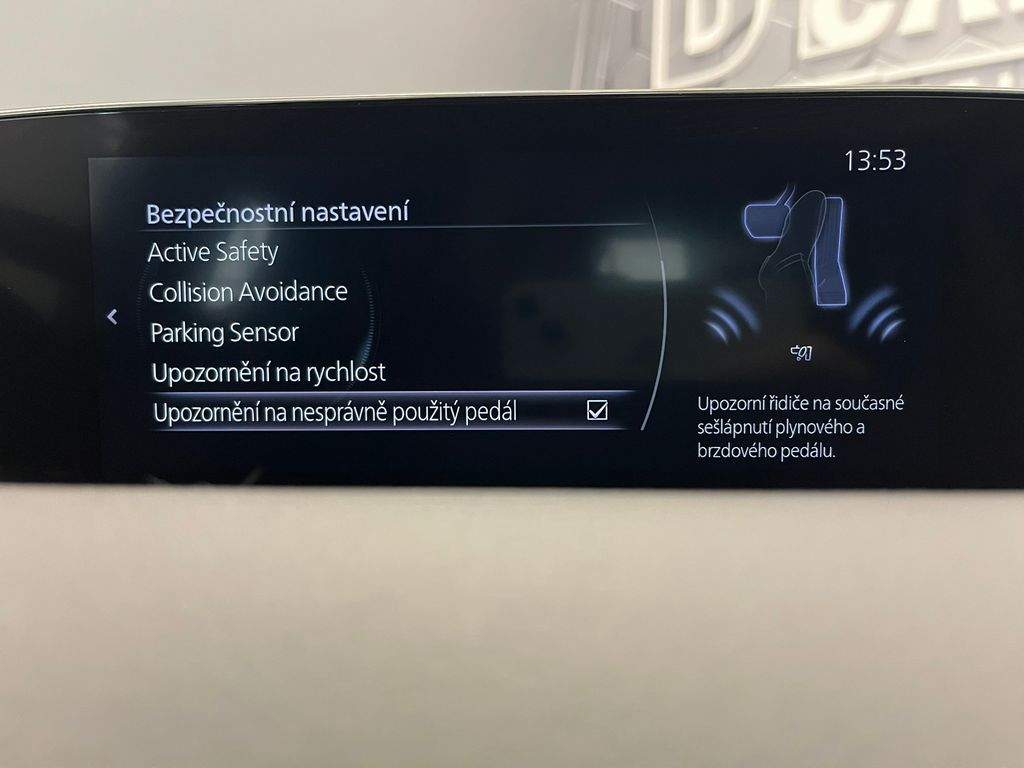 13:53
Bezpečnostní nastavení
Active Safety
Collision Avoidance
Parking Sensor
Upozornění na rychlost
Upozornění na nesprávně použitý pedál
Upozorní řidiče na současné
sešlápnutí plynového a
brzdového pedálu.